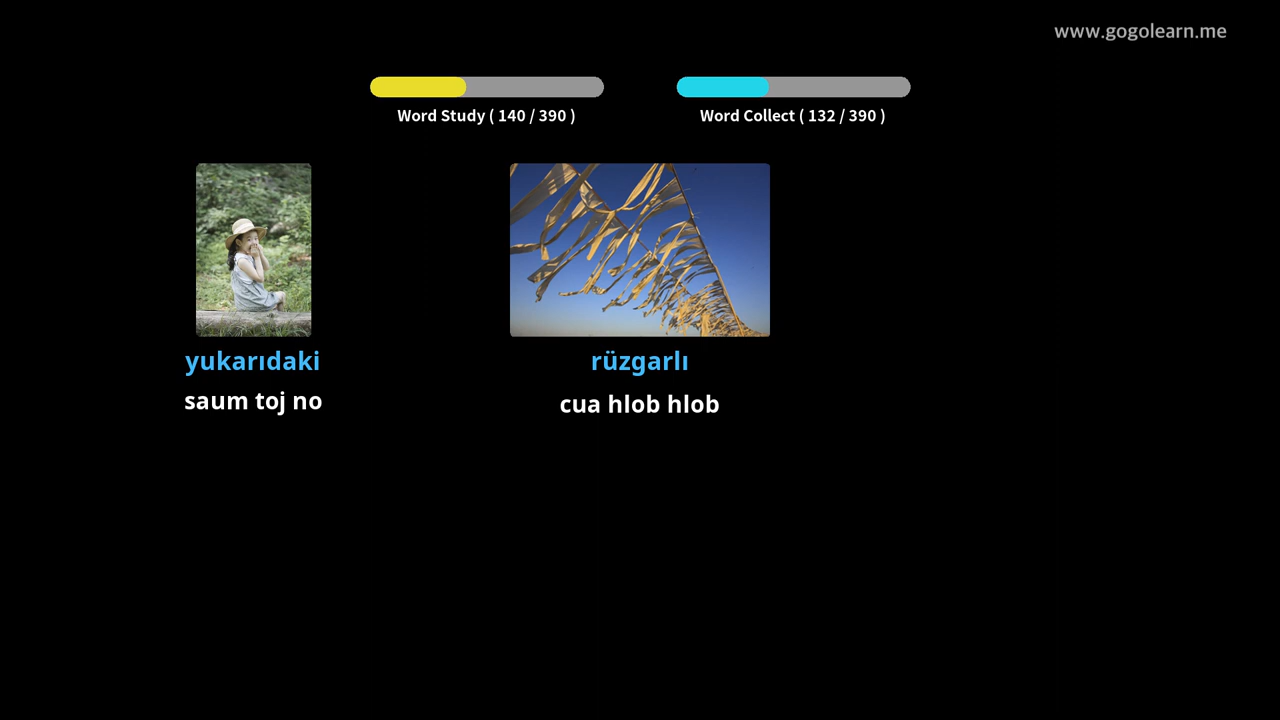 www.gogolearn.me
Word Study ( 140 / 390 )
Word Collect ( 132 / 390 )
yukarıdaki
saum toj no
rüzgarlı
cua hlob hlob